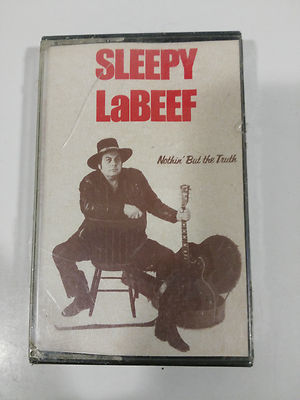 SLEEPY
LaBEEF
Nothin' But the Truth